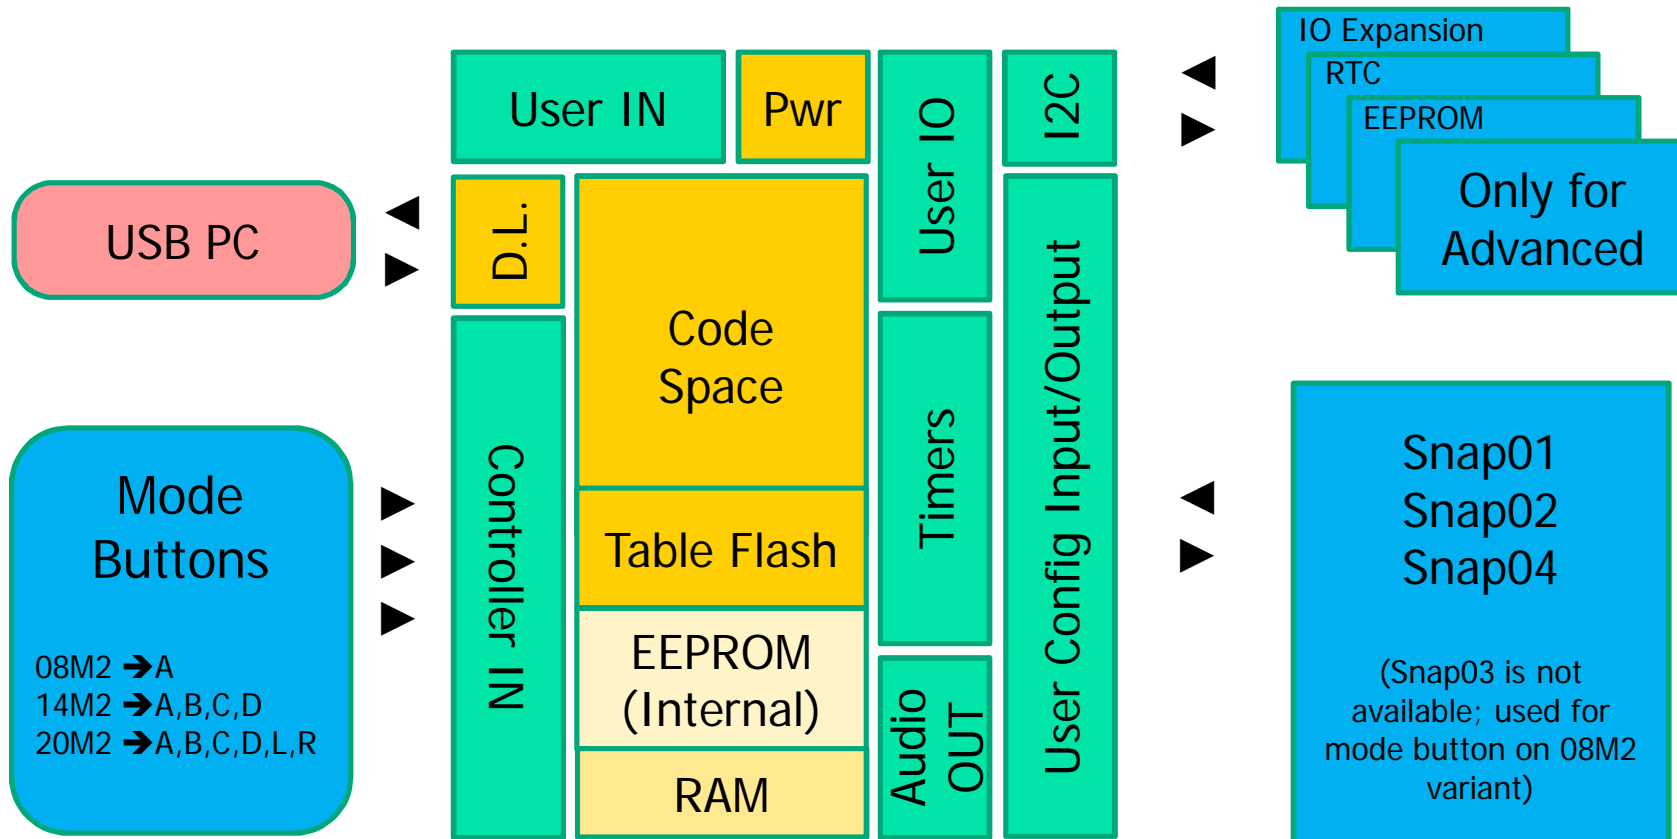 IO Expansion
RTC
EEPROM
Only for
Advanced
User IN
Pwr
User IO
I2C
USB PC
D.L.
Code
Space
Controller IN
Timers
User Config Input/Output
Mode
Buttons
08M2 ➔A
14M2 ➔A,B,C,D
20M2 ➔A,B,C,D,L,R
Table Flash
EEPROM
(Internal)
RAM
Audio
OUT
Snap01
Snap02
Snap04
(Snap03 is not
available; used for
mode button on 08M2
variant)